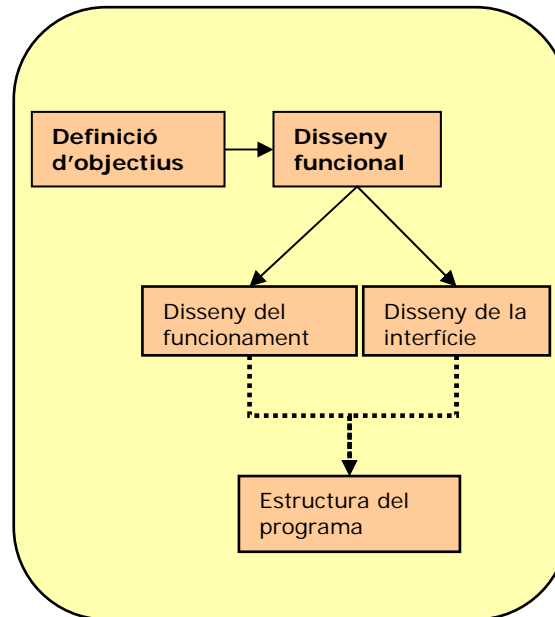 Definició
d'objectius
Disseny
funcional
Disseny del
funcionament
Disseny de la
interfície
Estructura del
programa